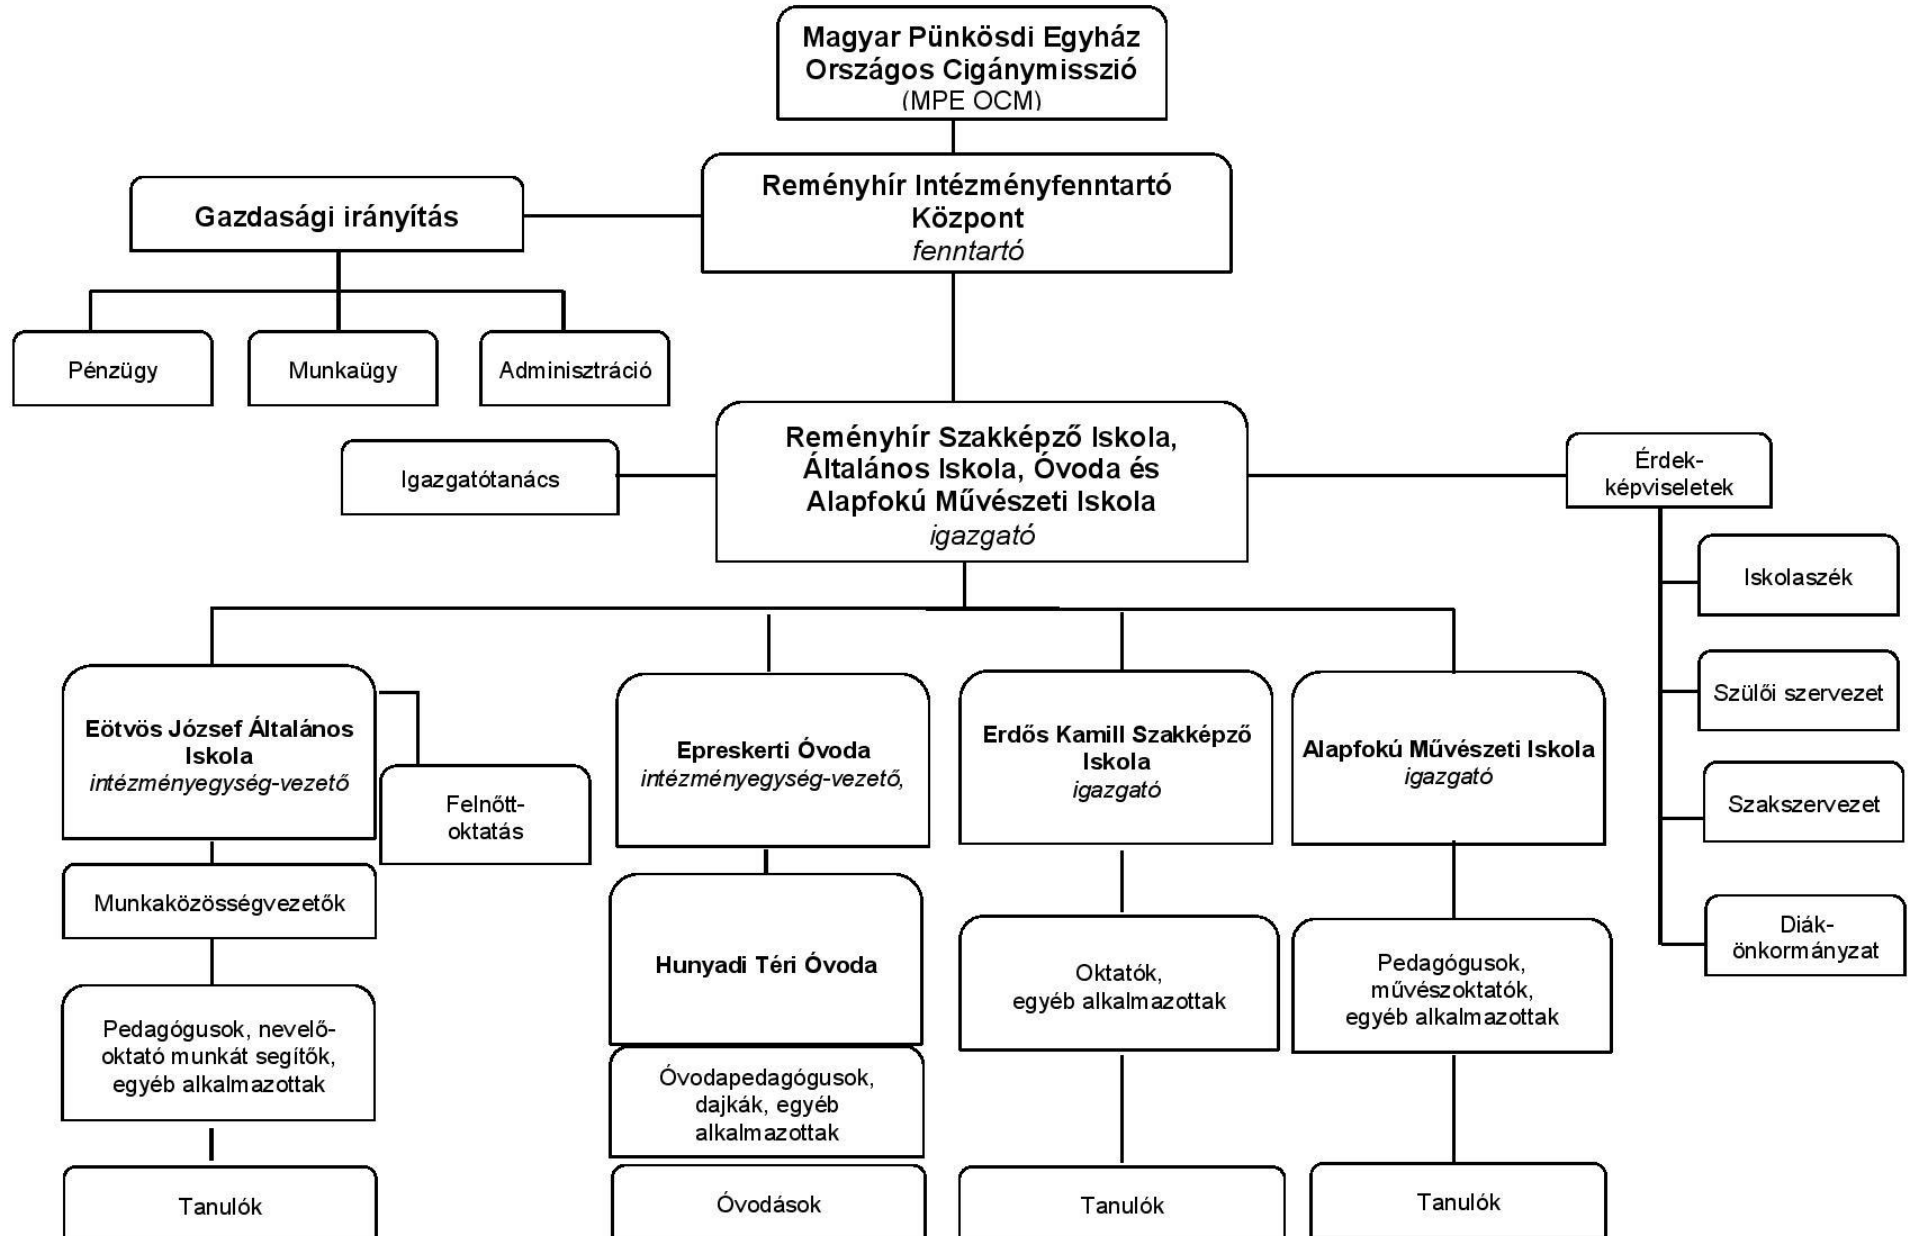 Magyar Pünkösdi Egyház
Országos Cigánymisszió
(MPE OCM)
Reményhír Intézményfenntartó
Központ
fenntartó
Gazdasági irányítás
Pénzügy
Munkaügy
Adminisztráció
Reményhír Szakképző Iskola,
Általános Iskola, Óvoda és
Alapfokú Művészeti Iskola
igazgató
Igazgatótanács
Érdek-
képviseletek
Iskolaszék
Szülői szervezet
Szakszervezet
Diák-
önkormányzat
Eötvös József Általános
Iskola
intézményegység-vezető
Felnőtt-
oktatás
Munkaközösségvezetők
Pedagógusok, nevelő-
oktató munkát segítők,
egyéb alkalmazottak
Tanulók
Epreskerti Óvoda
intézményegység-vezető,
Hunyadi Téri Óvoda
Óvodapedagógusok,
dajkák, egyéb
alkalmazottak
Óvodások
Erdős Kamill Szakképző
Iskola
igazgató
Oktatók,
egyéb alkalmazottak
Tanulók
Alapfokú Művészeti Iskola
igazgató
Pedagógusok,
művészoktatók,
egyéb alkalmazottak
Tanulók